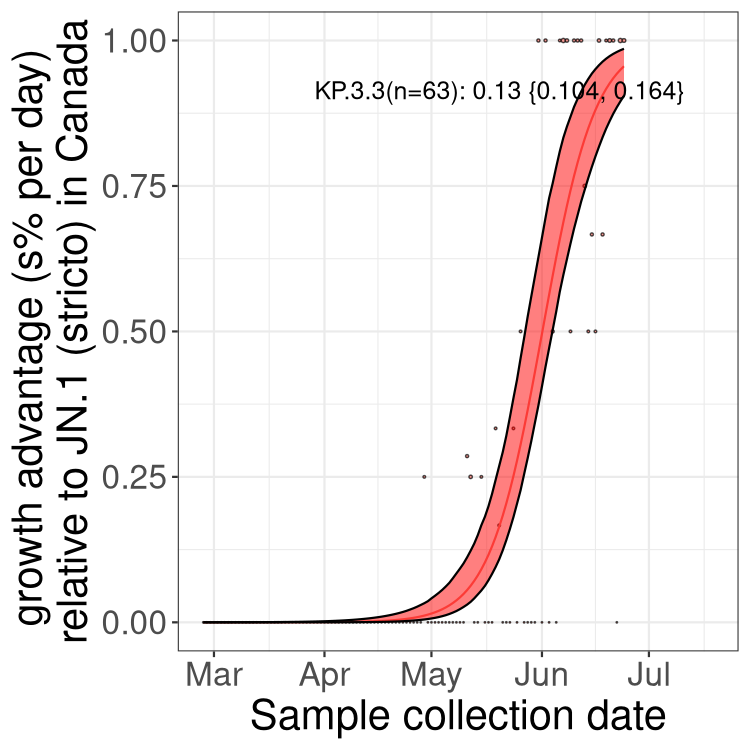 growth advantage (s% per day)
relative to JN.1 (stricto) in Canada
1.00
0.75
0.50
0.25
0.00
KP.3.3(n=63): 0.13 {0.104, 0.164}
Mar Apr May Jun Jul
Sample collection date